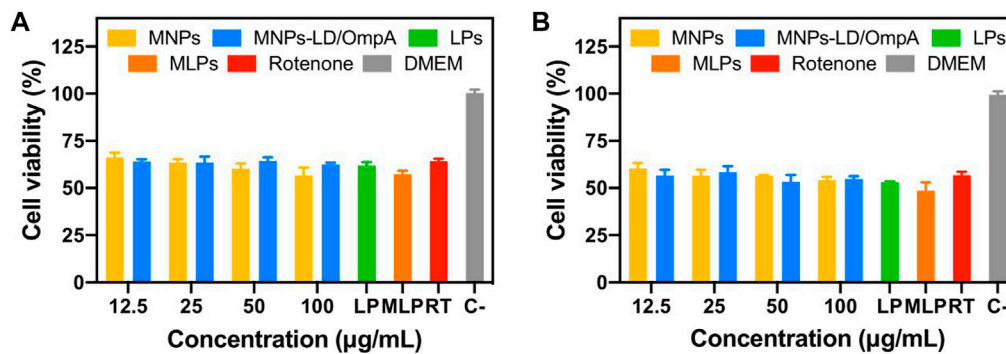 A
MNPs MNPs-LD/OmpA LPs
MLPs Rotenone DMEM
Cell viability (%)
125
100
75
50
25
0
12.5 25 50 100 LP MLP RT C-
Concentration (µg/mL)
B
MNPs MNPs-LD/OmpA LPs
MLPs Rotenone DMEM
Cell viability (%)
125
100
75
50
25
0
12.5 25 50 100 LP MLP RT C-
Concentration (µg/mL)